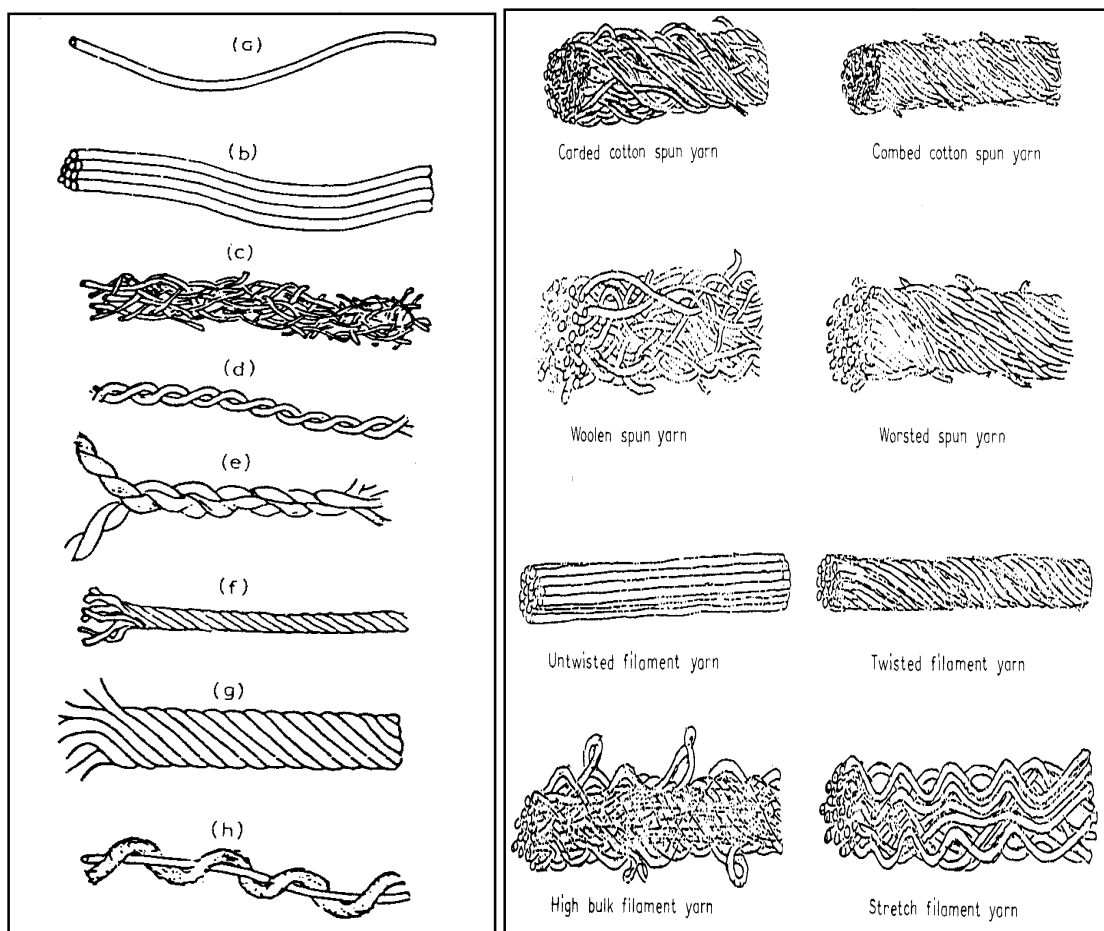 (a)
(b)
(c)
(d)
(e)
(f)
(g)
(h)
Carded cotton spun yarn
Combed cotton spun yarn
Woolen spun yarn
Worsted spun yarn
Untwisted filament yarn
Twisted filament yarn
High bulk filament yarn
Stretch filament yarn